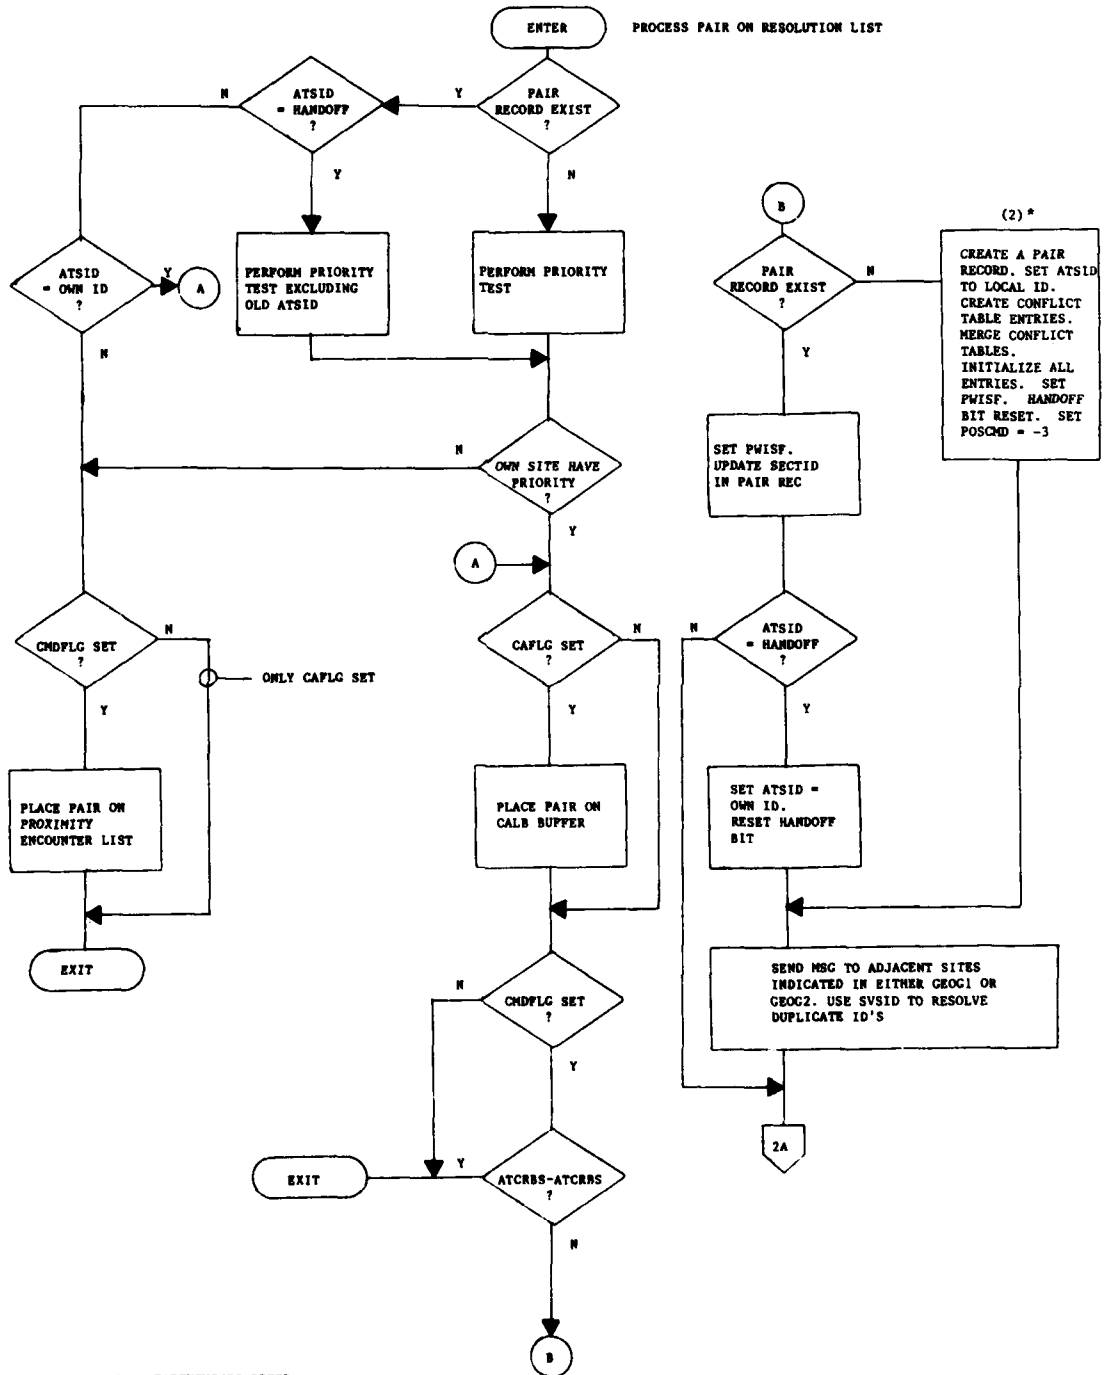 ENTER
PROCESS PAIR ON RESOLUTION LIST
PAIR
RECORD EXIST
?
Y
N
ATSID
= HANDOFF
?
N
Y
PERFORM PRIORITY
TEST EXCLUDING
OLD ATSID
PERFORM PRIORITY
TEST
ATSID
= OWN ID
?
Y
A
N
OWN SITE HAVE
PRIORITY
?
N
Y
A
CMDFLG SET
?
N
ONLY CAFLG SET
Y
PLACE PAIR ON
PROXIMITY
ENCOUNTER LIST
EXIT
CAFLG SET
?
N
Y
PLACE PAIR ON
CALB BUFFER
CMDFLG SET
?
N
Y
ATCRBS-ATCRBS
?
Y
EXIT
N
B
B
PAIR
RECORD EXIST
?
N
Y
(2)*
CREATE A PAIR
RECORD. SET ATSID
TO LOCAL ID.
CREATE CONFLICT
TABLE ENTRIES.
MERGE CONFLICT
TABLES.
INITIALIZE ALL
ENTRIES. SET
PWISF. HANDOFF
BIT RESET. SET
POSCMD = -3
SET PWISF.
UPDATE SECTID
IN PAIR REC
ATSID
= HANDOFF
?
N
Y
SET ATSID =
OWN ID.
RESET HANDOFF
BIT
SEND MSG TO ADJACENT SITES
INDICATED IN EITHER GEOG1 OR
GEOG2. USE SVSID TO RESOLVE
DUPLICATE ID'S
2A